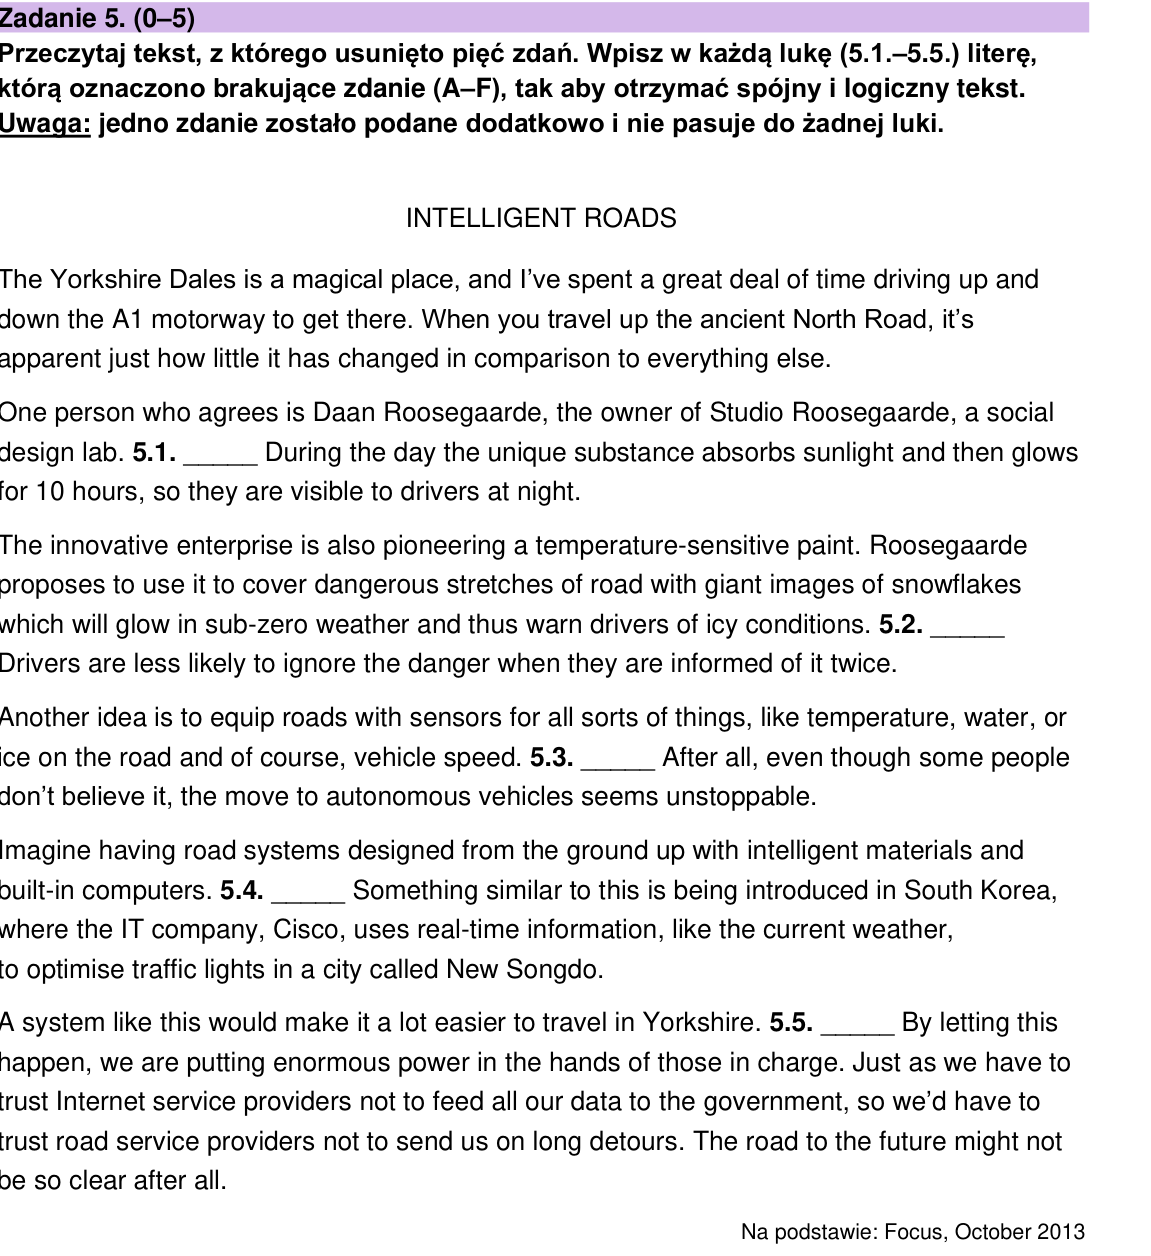 Zadanie 5. (0–5)
Przeczytaj tekst, z którego usunięto pięć zdań. Wpisz w każdą lukę (5.1.–5.5.) literę,
którą oznaczono brakujące zdanie (A–F), tak aby otrzymać spójny i logiczny tekst.
Uwaga: jedno zdanie zostało podane dodatkowo i nie pasuje do żadnej luki.
INTELLIGENT ROADS
The Yorkshire Dales is a magical place, and I’ve spent a great deal of time driving up and
down the A1 motorway to get there. When you travel up the ancient North Road, it’s
apparent just how little it has changed in comparison to everything else.
One person who agrees is Daan Roosegaarde, the owner of Studio Roosegaarde, a social
design lab. 5.1. _____ During the day the unique substance absorbs sunlight and then glows
for 10 hours, so they are visible to drivers at night.
The innovative enterprise is also pioneering a temperature-sensitive paint. Roosegaarde
proposes to use it to cover dangerous stretches of road with giant images of snowflakes
which will glow in sub-zero weather and thus warn drivers of icy conditions. 5.2. _____
Drivers are less likely to ignore the danger when they are informed of it twice.
Another idea is to equip roads with sensors for all sorts of things, like temperature, water, or
ice on the road and of course, vehicle speed. 5.3. _____ After all, even though some people
don’t believe it, the move to autonomous vehicles seems unstoppable.
Imagine having road systems designed from the ground up with intelligent materials and
built-in computers. 5.4. _____ Something similar to this is being introduced in South Korea,
where the IT company, Cisco, uses real-time information, like the current weather,
to optimise traffic lights in a city called New Songdo.
A system like this would make it a lot easier to travel in Yorkshire. 5.5. _____ By letting this
happen, we are putting enormous power in the hands of those in charge. Just as we have to
trust Internet service providers not to feed all our data to the government, so we’d have to
trust road service providers not to send us on long detours. The road to the future might not
be so clear after all.
Na podstawie: Focus, October 2013